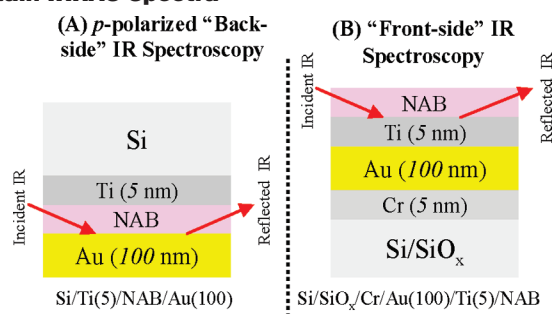 (A) p-polarized “Back-
side” IR Spectroscopy
Si
Ti (5 nm)
NAB
Au (100 nm)
Incident IR
Reflected IR
Si/Ti(5)/NAB/Au(100)
(B) “Front-side” IR
Spectroscopy
NAB
Ti (5 nm)
Au (100 nm)
Cr (5 nm)
Si/SiOx
Incident IR
Reflected IR
Si/SiOx/Cr/Au(100)/Ti(5)/NAB